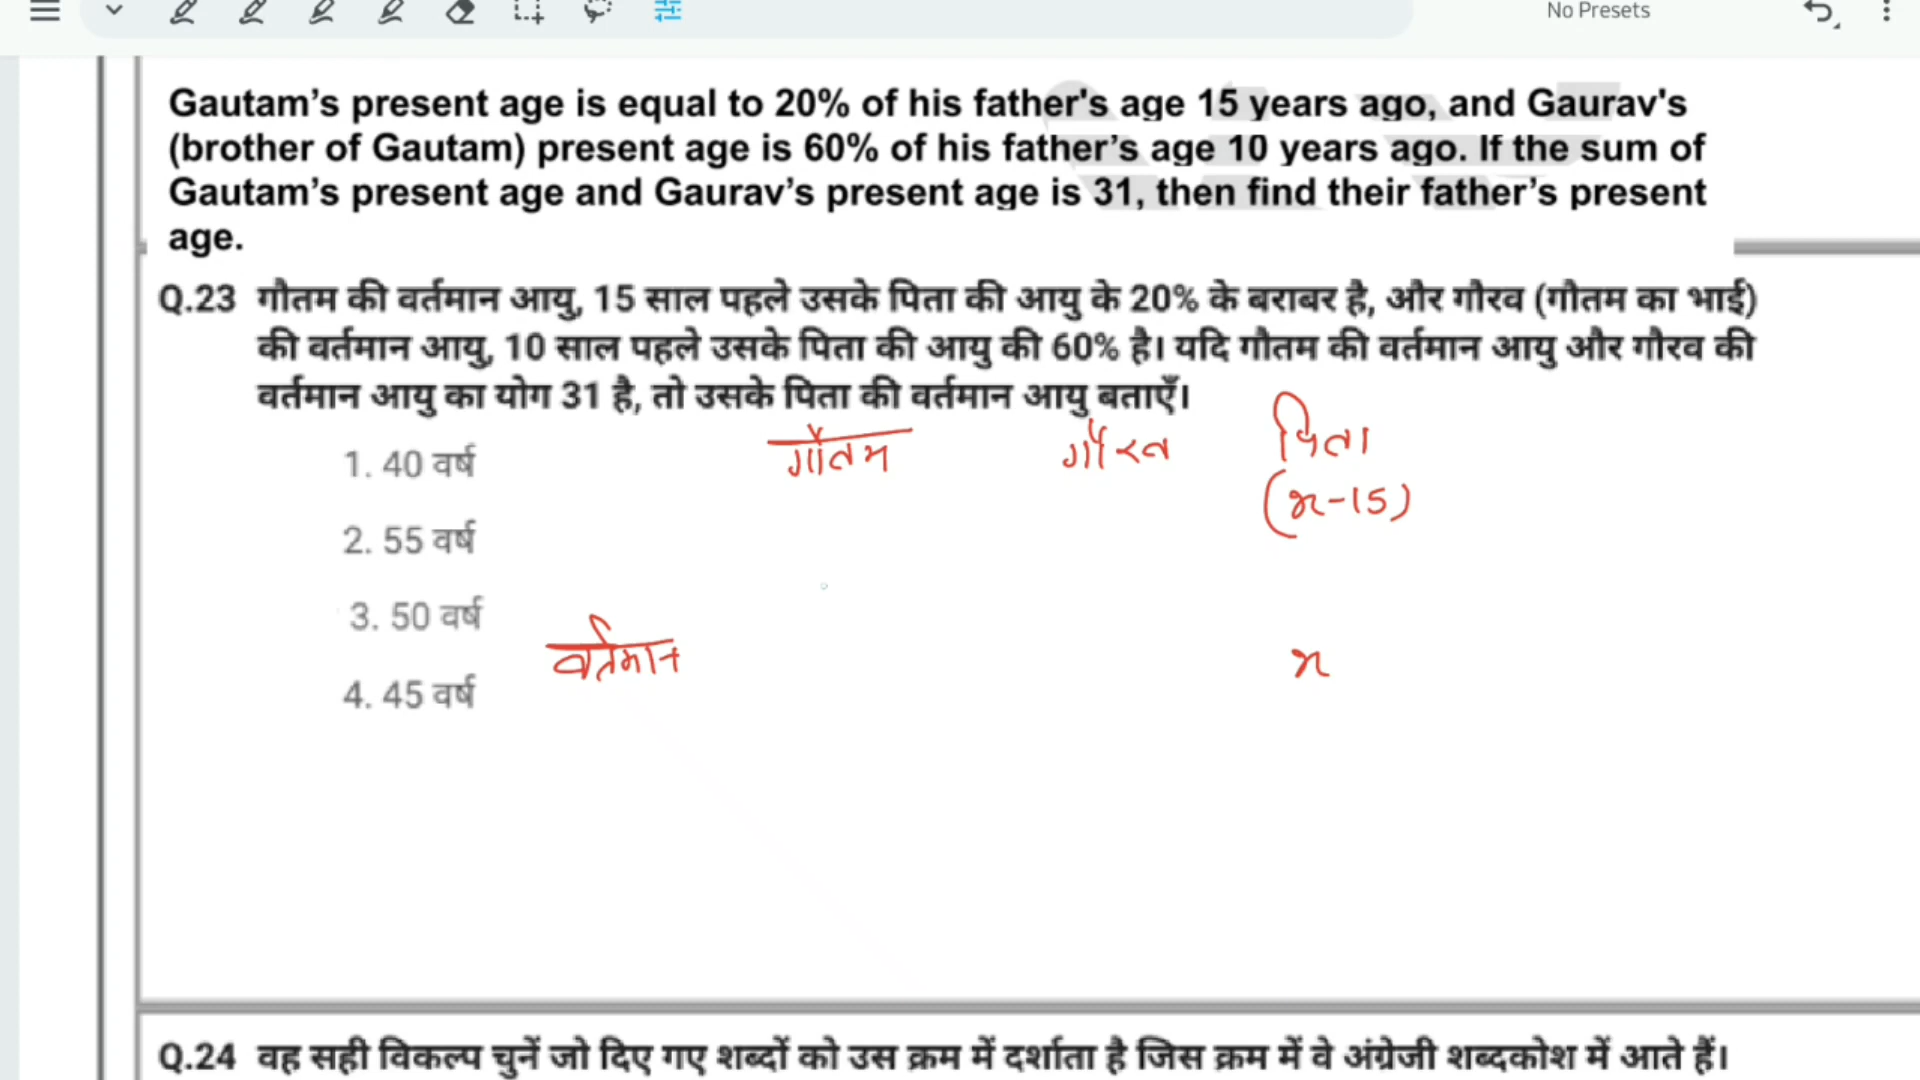 No Presets
Gautam’s present age is equal to 20% of his father's age 15 years ago, and Gaurav's
(brother of Gautam) present age is 60% of his father’s age 10 years ago. If the sum of
Gautam’s present age and Gaurav’s present age is 31, then find their father’s present
age.
Q.23 गौतम की वर्तमान आयु, 15 साल पहले उसके पिता की आयु के 20% के बराबर है, और गौरव (गौतम का भाई)
की वर्तमान आयु, 10 साल पहले उसके पिता की आयु की 60% है। यदि गौतम की वर्तमान आयु और गौरव की
वर्तमान आयु का योग 31 है, तो उसके पिता की वर्तमान आयु बताएँ।
1. 40 वर्ष
गौतम गौरव पिता
(x-15)
2. 55 वर्ष
3. 50 वर्ष
वर्तमान x
4. 45 वर्ष
Q.24 वह सही विकल्प चुनें जो दिए गए शब्दों को उस क्रम में दर्शाता है जिस क्रम में वे अंग्रेजी शब्दकोश में आते हैं।